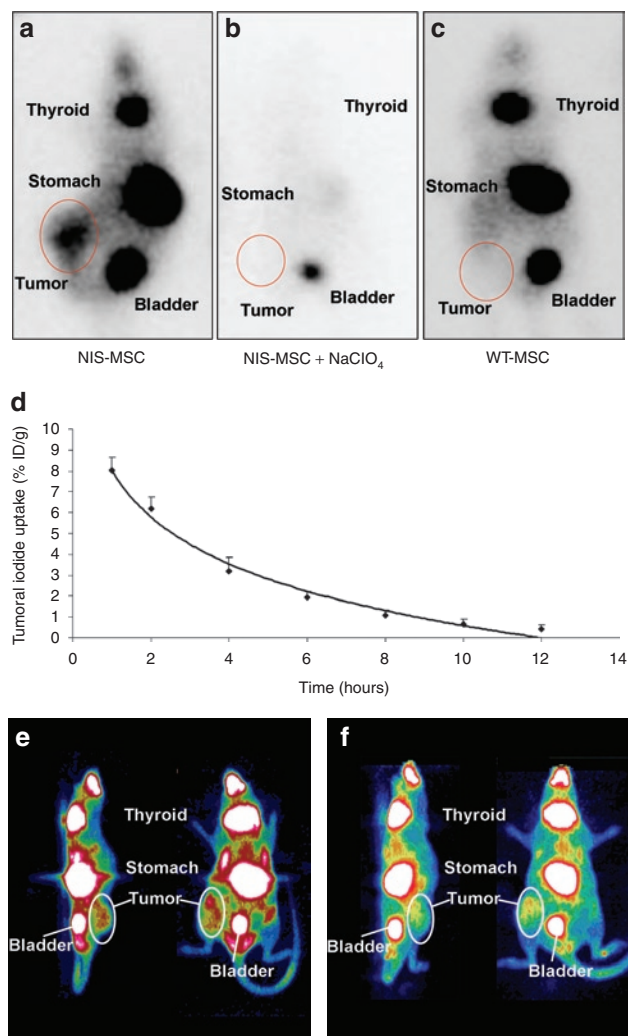 a
Thyroid
Stomach
Tumor
Bladder
NIS-MSC
b
Thyroid
Stomach
Tumor
Bladder
NIS-MSC + NaClO₄
c
Thyroid
Stomach
Tumor
Bladder
WT-MSC
d
Tumoral iodide uptake (% ID/g)
10
9
8
7
6
5
4
3
2
1
0
0 2 4 6 8 10 12 14
Time (hours)
e
Thyroid
Stomach
Tumor
Bladder
Bladder
f
Thyroid
Stomach
Tumor
Bladder
Bladder